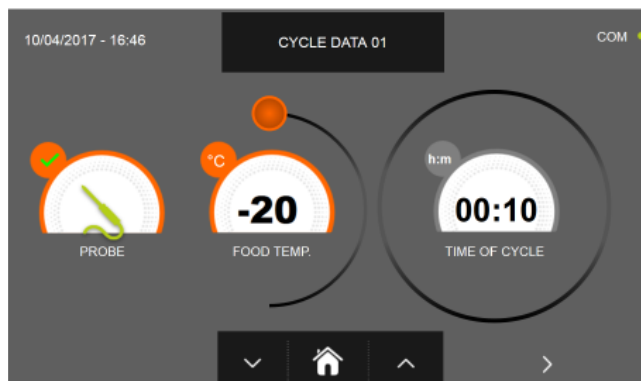 10/04/2017 - 16:46
CYCLE DATA 01
COM
°C
h:m
-20
00:10
PROBE
FOOD TEMP.
TIME OF CYCLE